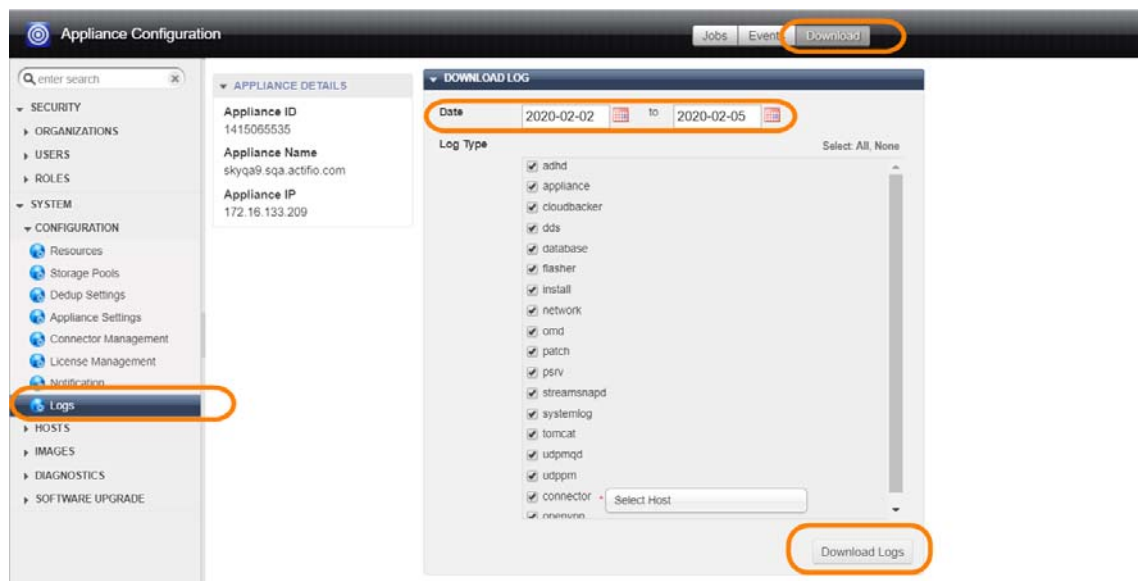 Appliance Configuration
Jobs
Events
Download
enter search
SECURITY
ORGANIZATIONS
USERS
ROLES
SYSTEM
CONFIGURATION
Resources
Storage Pools
Dedup Settings
Appliance Settings
Connector Management
License Management
Notification
Logs
HOSTS
IMAGES
DIAGNOSTICS
SOFTWARE UPGRADE
APPLIANCE DETAILS
Appliance ID
1415065535
Appliance Name
skyqa9.sqa.actifio.com
Appliance IP
172.16.133.209
DOWNLOAD LOG
Date 2020-02-02 to 2020-02-05
Log Type Select: All, None
adhd
appliance
cloudbacker
dds
database
flasher
install
network
omd
patch
psrv
streamsnapd
systemlog
tomcat
udpmqd
udppm
connector * Select Host
openvpn
Download Logs